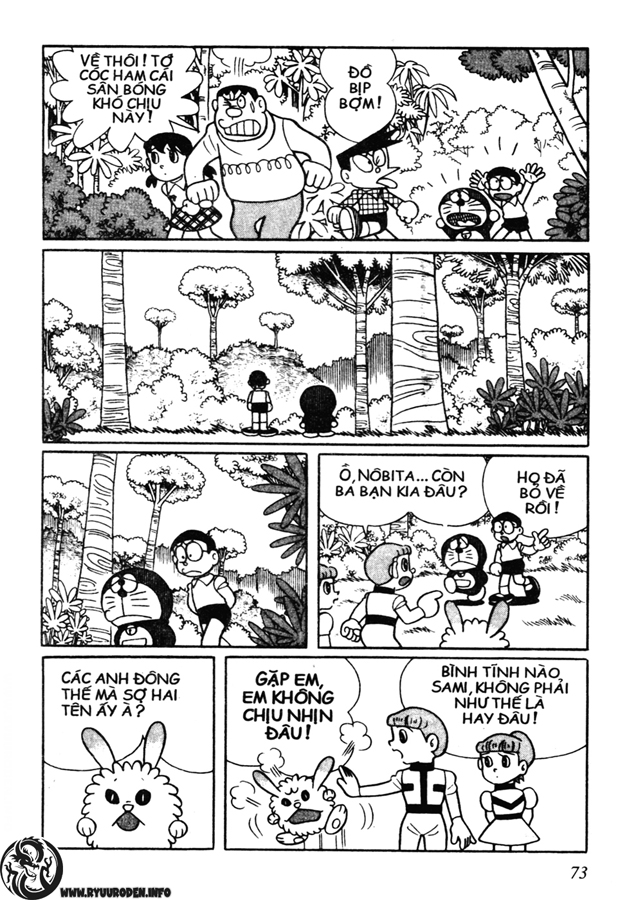 VỀ THÔI! TỚ
CÓC HAM CÁI
SÂN BÓNG
KHÓ CHỊU
NÀY!
ĐỒ
BỊP
BỢM!
Ồ, NÔBITA... CÒN
BA BẠN KIA ĐÂU?
HỌ ĐÃ
BỎ VỀ
RỒI!
CÁC ANH ĐÔNG
THẾ MÀ SỢ HAI
TÊN ẤY À?
GẶP EM,
EM KHÔNG
CHỊU NHỊN
ĐÂU!
BÌNH TĨNH NÀO,
SAMI, KHÔNG PHẢI
NHƯ THẾ LÀ
HAY ĐÂU!
73
WWW.RYUURODEN.INFO